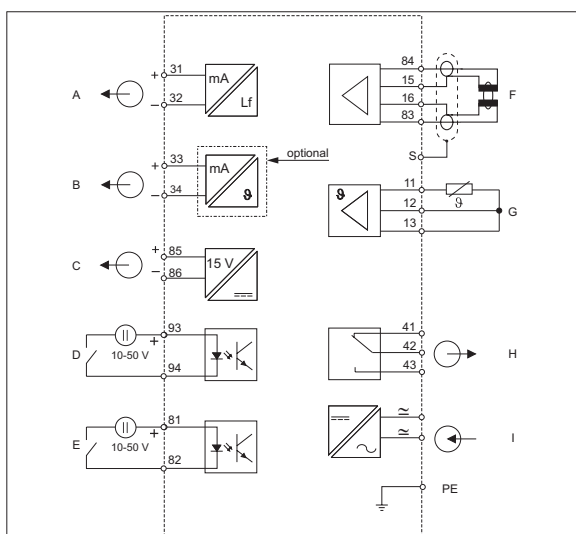 A
+ 31
− 32
mA
Lf
B
+ 33
− 34
mA
ϑ
optional
C
+ 85
− 86
15 V
D
10-50 V
+
93
94
E
10-50 V
+
81
82
84
15
16
83
F
S
ϑ
11
12
13
ϑ
G
41
42
43
H
≃
≃
I
PE